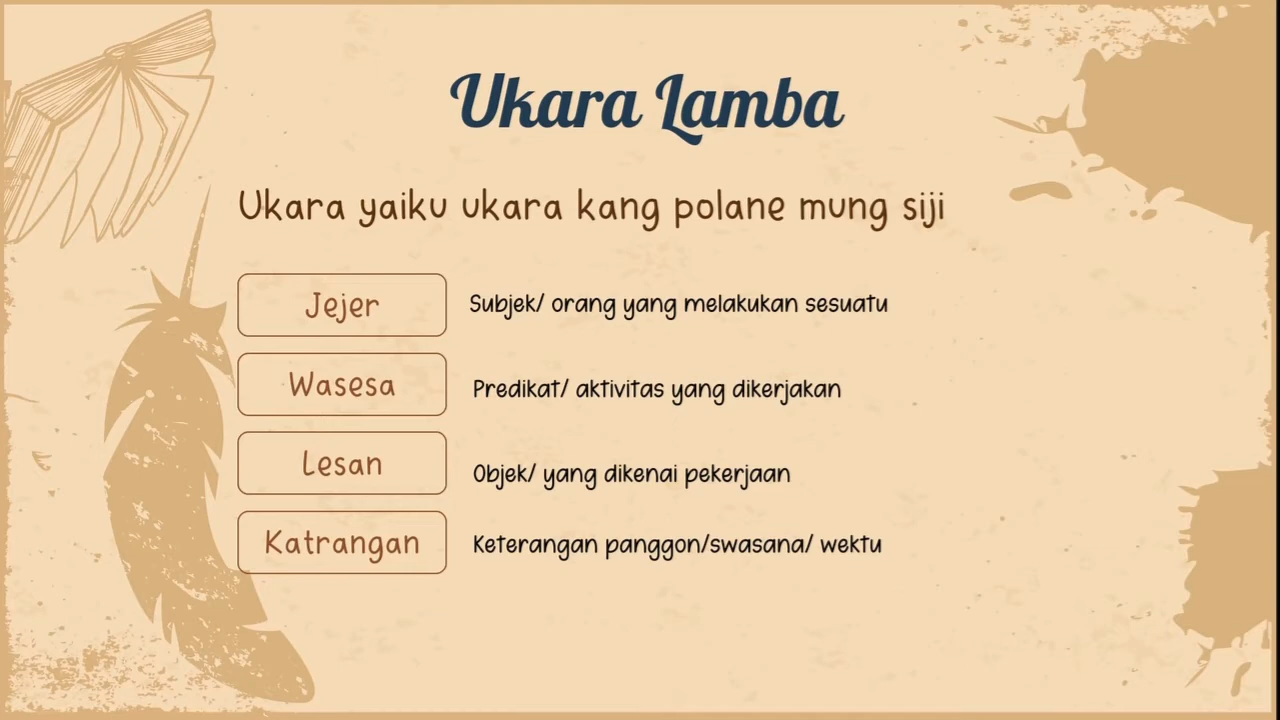 Ukara Lamba
Ukara yaiku ukara kang polane mung siji
Jejer
Subjek/ orang yang melakukan sesuatu
Wasesa
Predikat/ aktivitas yang dikerjakan
Lesan
Objek/ yang dikenai pekerjaan
Katrangan
Keterangan panggon/swasana/ wektu